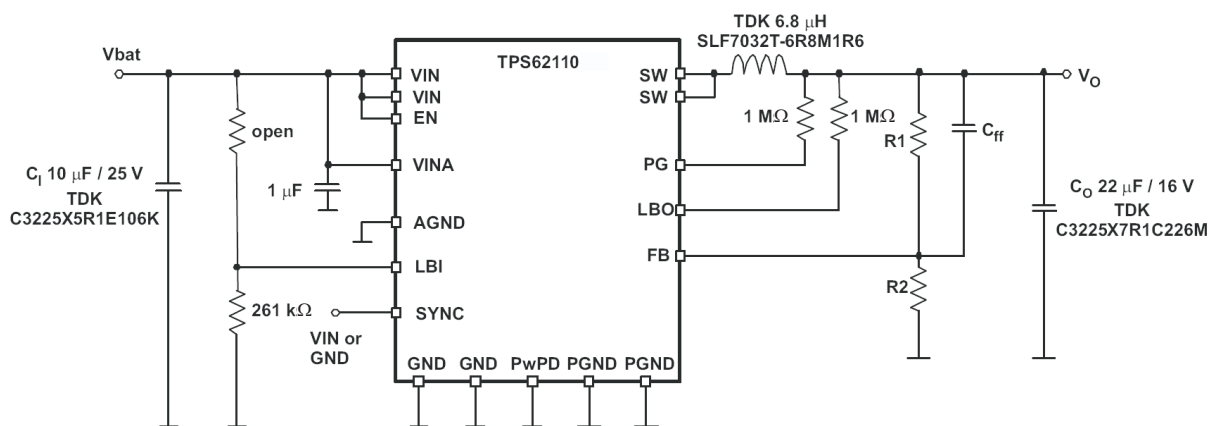 TDK 6.8 μH
SLF7032T-6R8M1R6
TPS62110
Vbat
VIN
SW
VO
VIN
SW
EN
open
1 MΩ
1 MΩ
R1
Cff
CI 10 μF / 25 V
TDK
C3225X5R1E106K
VINA
PG
1 μF
CO 22 μF / 16 V
TDK
C3225X7R1C226M
AGND
LBO
LBI
FB
R2
261 kΩ
SYNC
VIN or
GND
GND GND PwPD PGND PGND